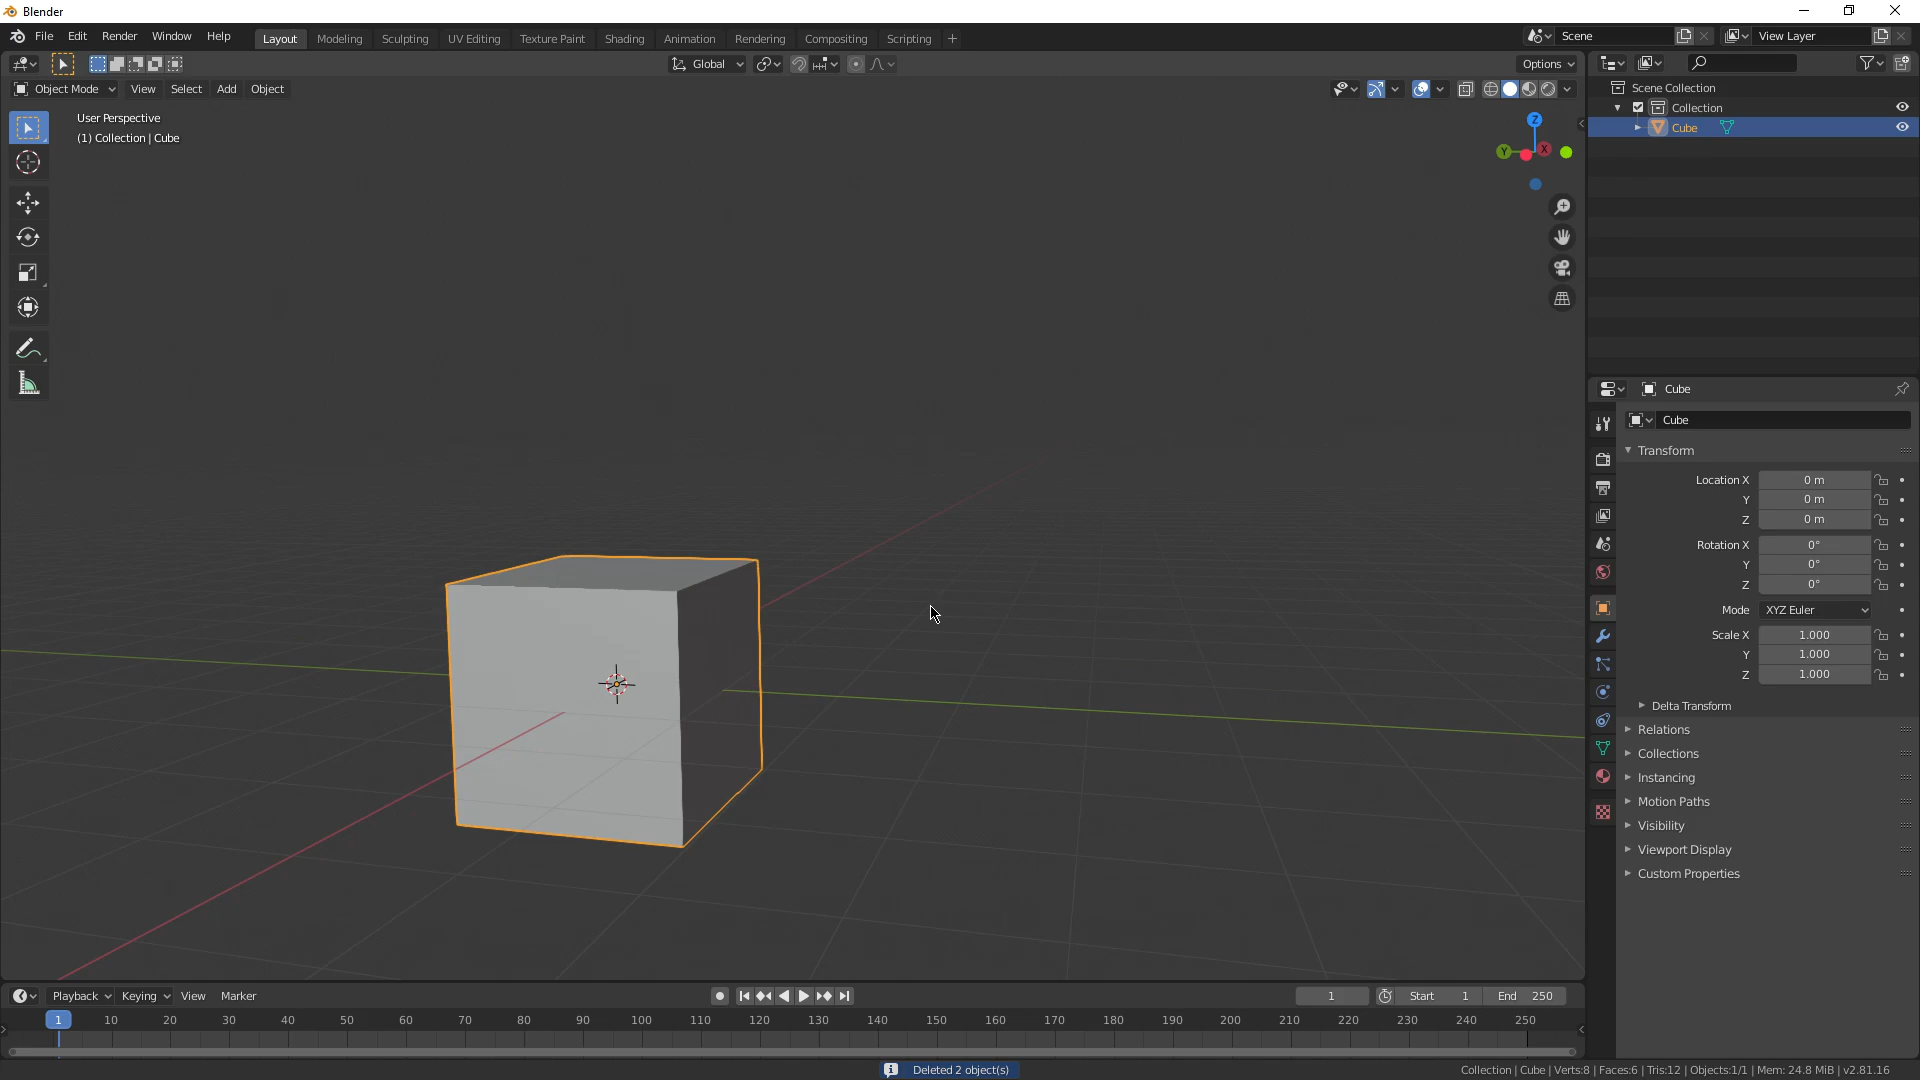 Blender
File Edit Render Window Help
Layout Modeling Sculpting UV Editing Texture Paint Shading Animation Rendering Compositing Scripting +
Scene
View Layer
Global
Options
Object Mode View Select Add Object
User Perspective
(1) Collection | Cube
Z
Y
X
Scene Collection
Collection
Cube
Cube
Cube
Transform
Location X 0 m
Y 0 m
Z 0 m
Rotation X 0°
Y 0°
Z 0°
Mode XYZ Euler
Scale X 1.000
Y 1.000
Z 1.000
Delta Transform
Relations
Collections
Instancing
Motion Paths
Visibility
Viewport Display
Custom Properties
Playback Keying View Marker
1
Start 1
End 250
1 10 20 30 40 50 60 70 80 90 100 110 120 130 140 150 160 170 180 190 200 210 220 230 240 250
Deleted 2 object(s)
Collection | Cube | Verts:8 | Faces:6 | Tris:12 | Objects:1/1 | Mem: 24.8 MiB | v2.81.16